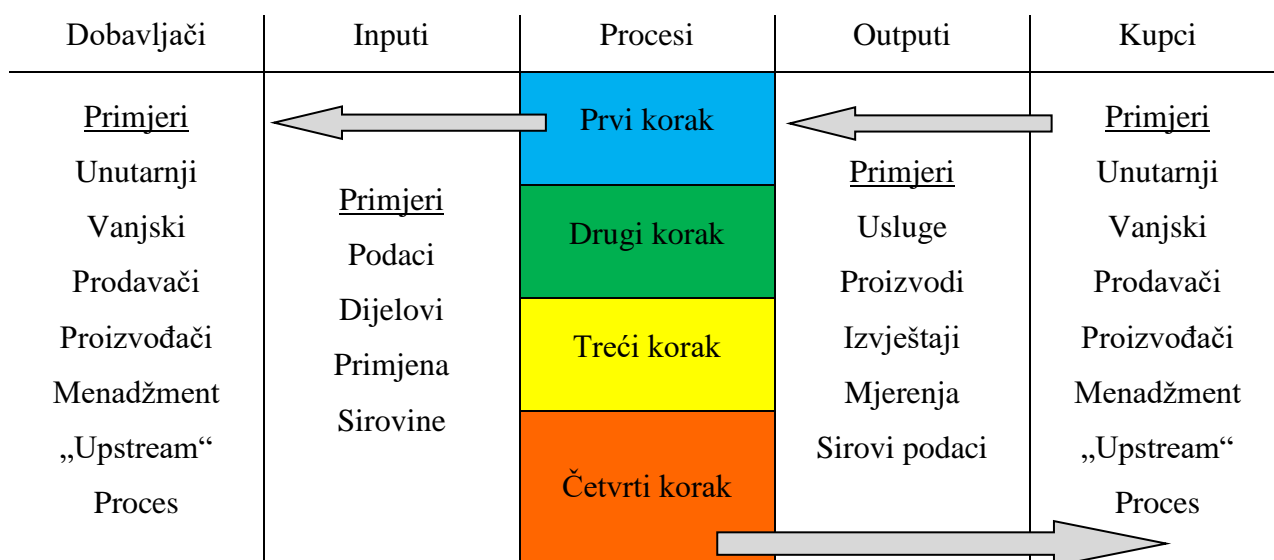 Dobavljači
Inputi
Procesi
Outputi
Kupci
Primjeri
Unutarnji
Vanjski
Prodavači
Proizvođači
Menadžment
„Upstream“
Proces
Primjeri
Podaci
Dijelovi
Primjena
Sirovine
Prvi korak
Drugi korak
Treći korak
Četvrti korak
Primjeri
Usluge
Proizvodi
Izvještaji
Mjerenja
Sirovi podaci
Primjeri
Unutarnji
Vanjski
Prodavači
Proizvođači
Menadžment
„Upstream“
Proces